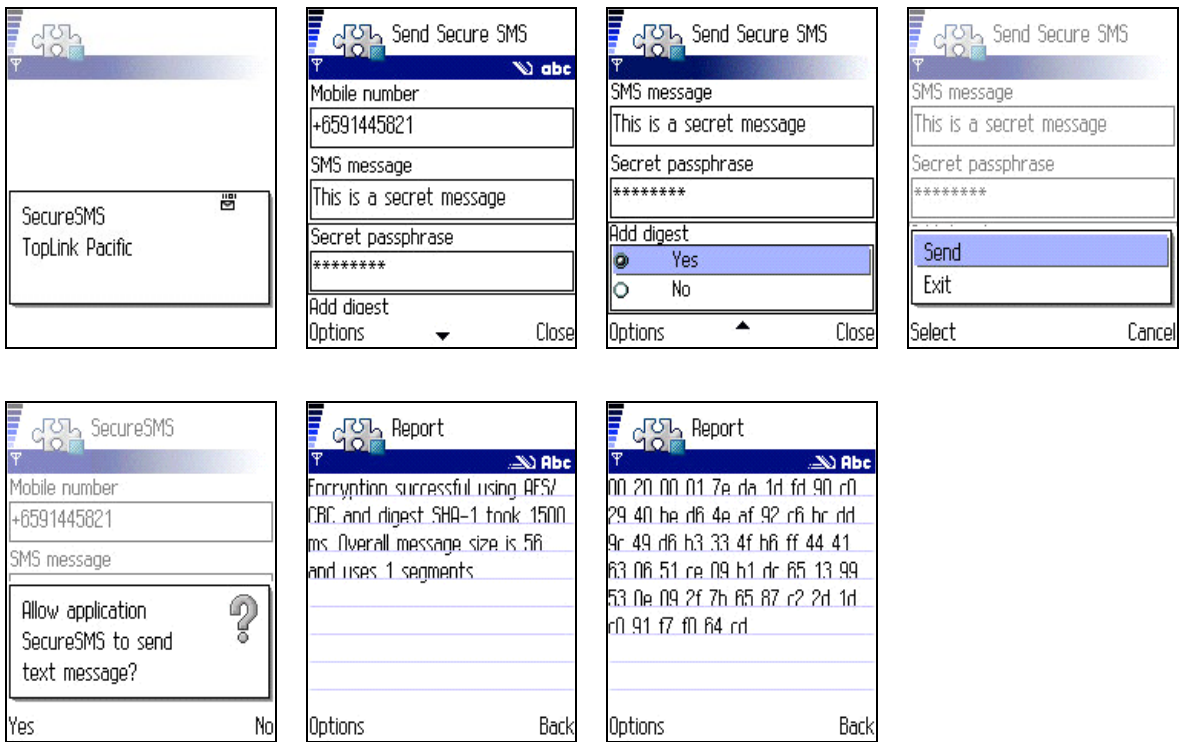 SecureSMS
TopLink Pacific
Send Secure SMS
abc
Mobile number
+6591445821
SMS message
This is a secret message
Secret passphrase
********
Add digest
Options
Close
Send Secure SMS
SMS message
This is a secret message
Secret passphrase
********
Add digest
Yes
No
Options
Close
Send Secure SMS
SMS message
This is a secret message
Secret passphrase
********
Send
Exit
Select
Cancel
SecureSMS
Mobile number
+6591445821
SMS message
Allow application
SecureSMS to send
text message?
Yes
No
Report
Abc
Encryption successful using AES/
CBC and digest SHA-1 took 1500
ms. Overall message size is 56
and uses 1 segments
Options
Back
Report
Abc
00 20 00 01 7e da 1d fd 90 c0
29 40 be d6 4e af 92 c6 bc dd
9c 49 d6 b3 33 4f b6 ff 44 41
63 06 51 ce 09 b1 dc 65 13 99
53 0e 09 2f 7b 65 87 c2 2d 1d
c0 91 f7 f0 64 cd
Options
Back